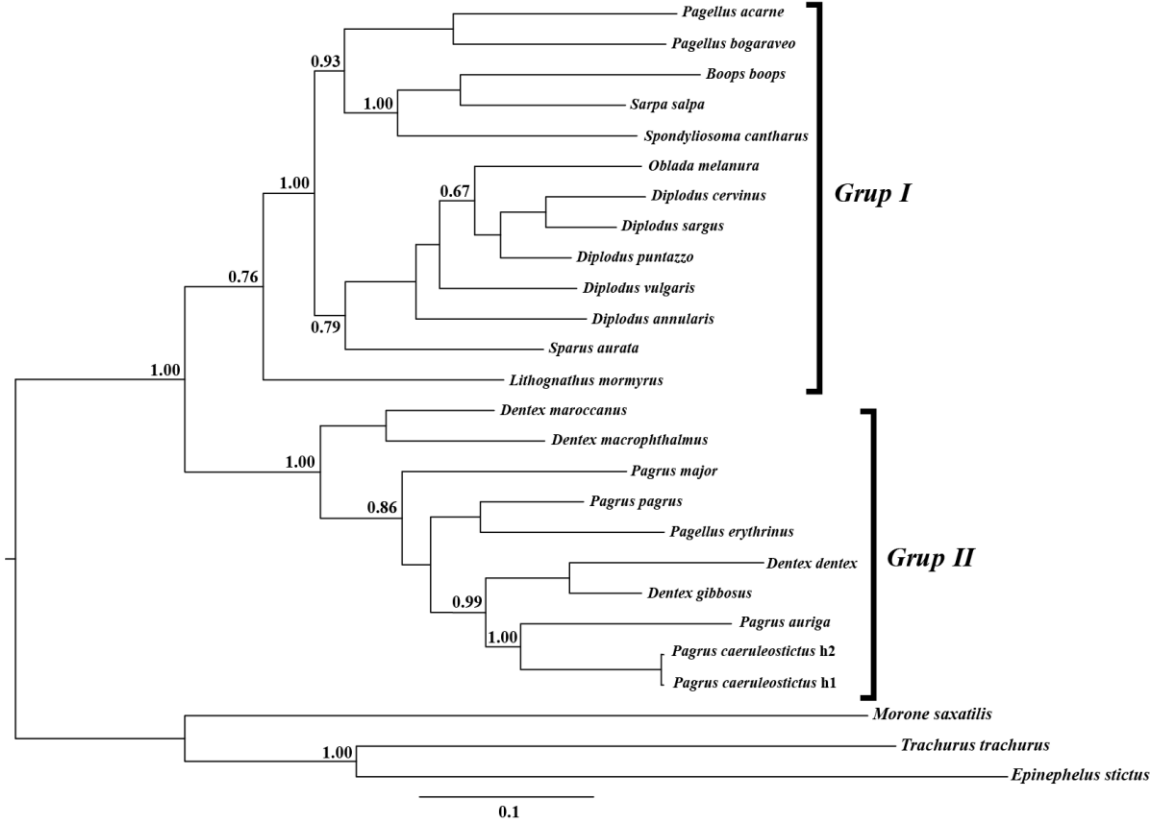 Pagellus acarne
Pagellus bogaraveo
0.93
Boops boops
1.00
Sarpa salpa
Spondyliosoma cantharus
Oblada melanura
1.00
0.67
Diplodus cervinus
Grup I
Diplodus sargus
Diplodus puntazzo
0.76
Diplodus vulgaris
Diplodus annularis
0.79
Sparus aurata
1.00
Lithognathus mormyrus
Dentex maroccanus
Dentex macrophthalmus
1.00
Pagrus major
0.86
Pagrus pagrus
Pagellus erythrinus
Grup II
Dentex dentex
0.99
Dentex gibbosus
Pagrus auriga
1.00
Pagrus caeruleostictus h2
Pagrus caeruleostictus h1
Morone saxatilis
Trachurus trachurus
1.00
Epinephelus stictus
0.1